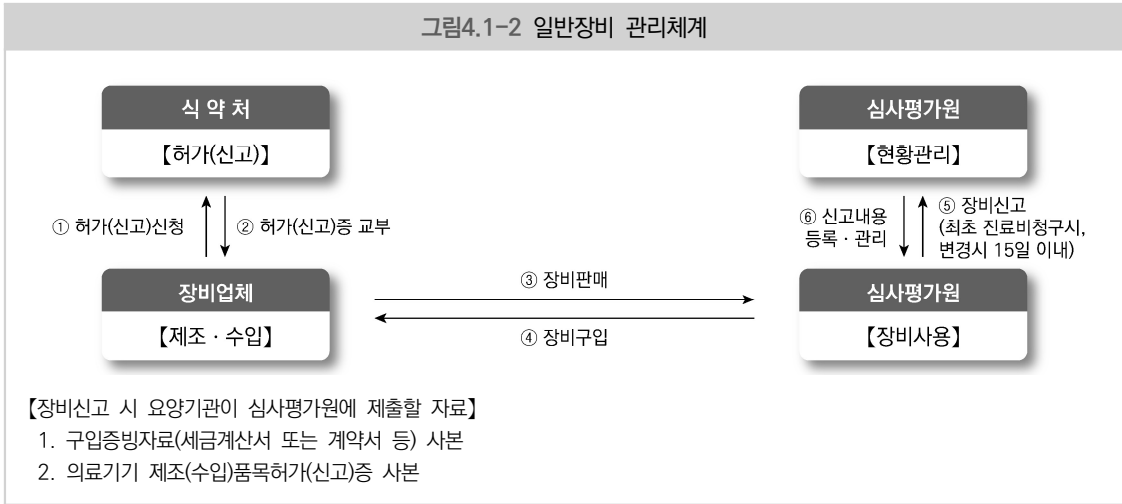 그림4.1-2 일반장비 관리체계
식 약 처
【허가(신고)】
심사평가원
【현황관리】
① 허가(신고)신청
② 허가(신고)증 교부
⑥ 신고내용
등록 · 관리
⑤ 장비신고
(최초 진료비청구시,
변경시 15일 이내)
장비업체
【제조 · 수입】
③ 장비판매
④ 장비구입
심사평가원
【장비사용】
【장비신고 시 요양기관이 심사평가원에 제출할 자료】
1. 구입증빙자료(세금계산서 또는 계약서 등) 사본
2. 의료기기 제조(수입)품목허가(신고)증 사본